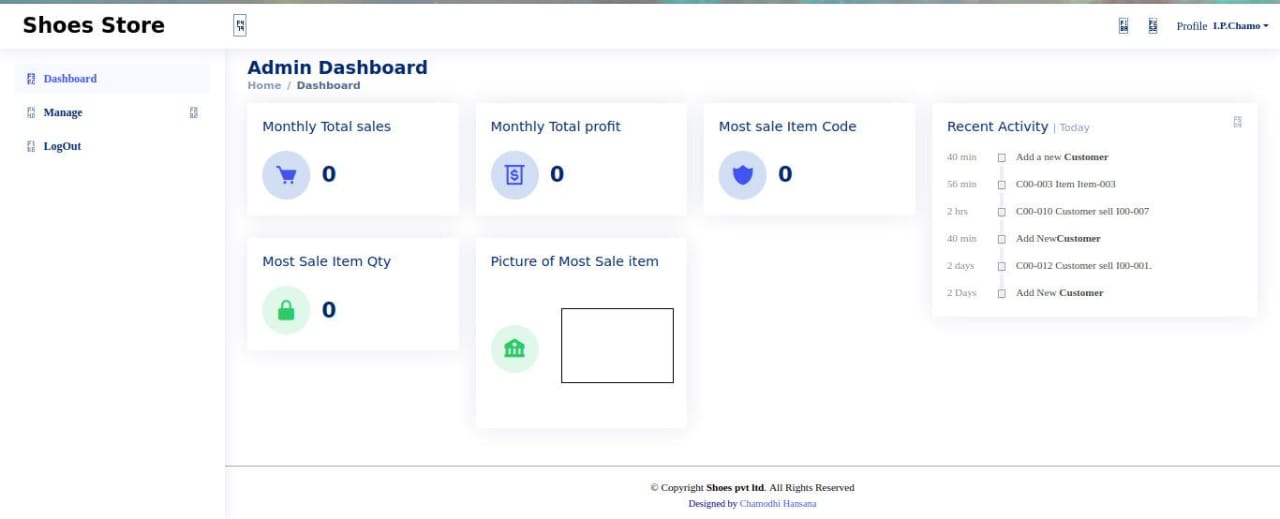 Shoes Store
Profile I.P.Chamo
Dashboard
Manage
LogOut
Admin Dashboard
Home / Dashboard
Monthly Total sales
0
Monthly Total profit
0
Most sale Item Code
0
Most Sale Item Qty
0
Picture of Most Sale item
Recent Activity | Today
40 min Add a new Customer
56 min C00-003 Item Item-003
2 hrs C00-010 Customer sell I00-007
40 min Add NewCustomer
2 days C00-012 Customer sell I00-001.
2 Days Add New Customer
© Copyright Shoes pvt ltd. All Rights Reserved
Designed by Chamodhi Hansana